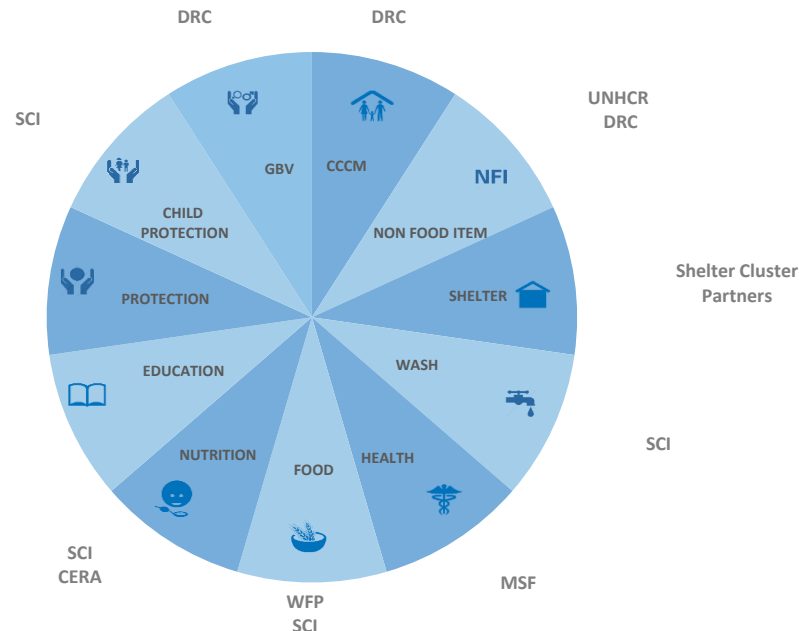 DRC
DRC
SCI
UNHCR
DRC
GBV
CCCM
NFI
CHILD
PROTECTION
NON FOOD ITEM
Shelter Cluster
Partners
PROTECTION
SHELTER
EDUCATION
WASH
SCI
NUTRITION
FOOD
HEALTH
SCI
CERA
MSF
WFP
SCI